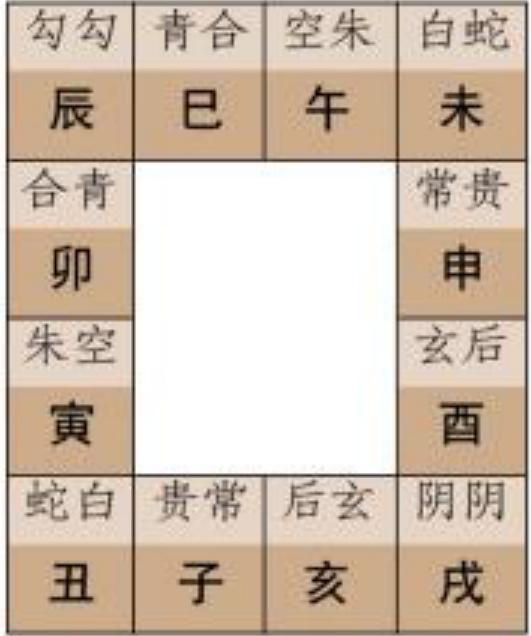 勾勾 青合 空朱 白蛇
辰 巳 午 未
合青 常贵
卯 申
朱空 玄后
寅 酉
蛇白 贵常 后玄 阴阴
丑 子 亥 戌